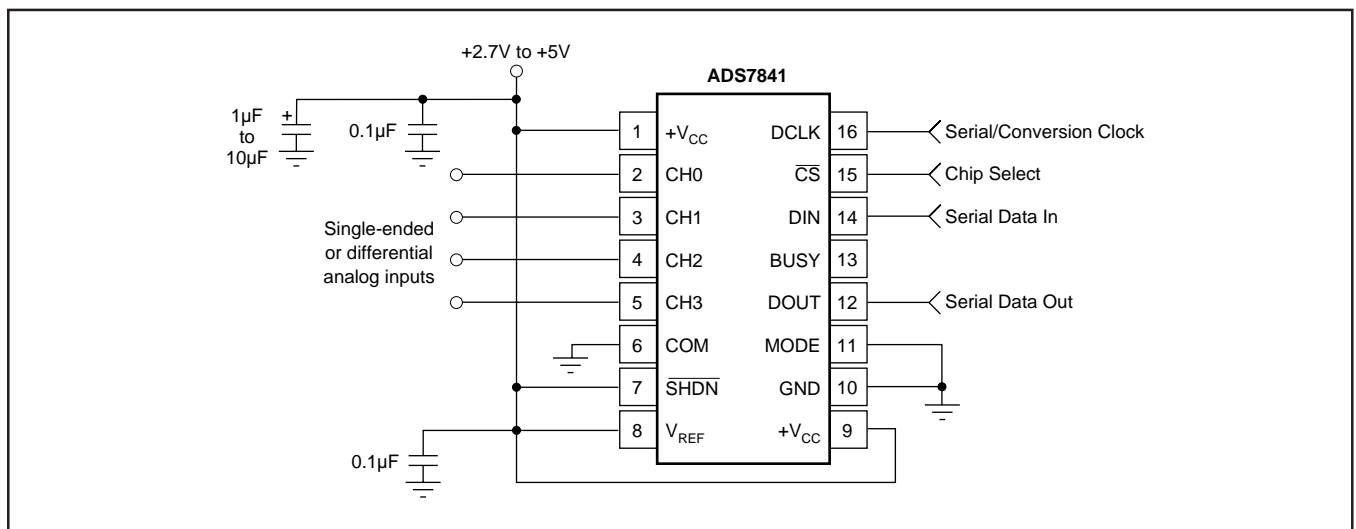 +2.7V to +5V
ADS7841
1µF
to
10µF
+
0.1µF
Single-ended
or differential
analog inputs
0.1µF
1 +VCC
2 CH0
3 CH1
4 CH2
5 CH3
6 COM
7 SHDN
8 VREF
DCLK 16
CS 15
DIN 14
BUSY 13
DOUT 12
MODE 11
GND 10
+VCC 9
Serial/Conversion Clock
Chip Select
Serial Data In
Serial Data Out